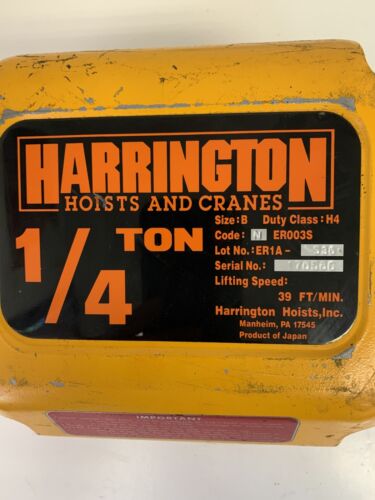 HARRINGTON
HOISTS AND CRANES
1/4 TON
Size: B Duty Class: H4
Code: N ER003S
Lot No.: ER1A-
Serial No.:
Lifting Speed:
39 FT/MIN.
Harrington Hoists, Inc.
Manheim, PA 17545
Product of Japan
IMPORTANT